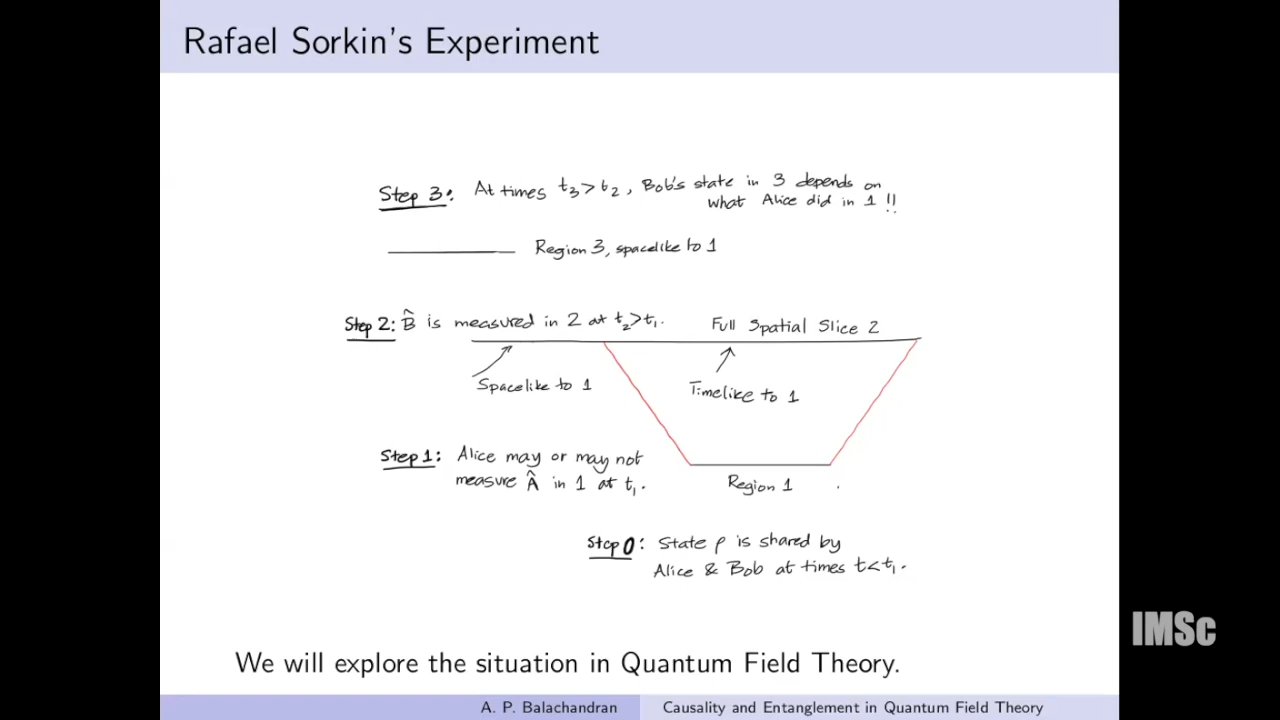 Rafael Sorkin's Experiment
Step 3: At times t₃ > t₂, Bob's state in 3 depends on
what Alice did in 1 !!
Region 3, spacelike to 1
Step 2: B̂ is measured in 2 at t₂ > t₁.
Full Spatial Slice 2
Spacelike to 1
Timelike to 1
Step 1: Alice may or may not
measure Â in 1 at t₁.
Region 1
Step 0: State ρ is shared by
Alice & Bob at times t < t₁.
IMSc
We will explore the situation in Quantum Field Theory.
A. P. Balachandran
Causality and Entanglement in Quantum Field Theory